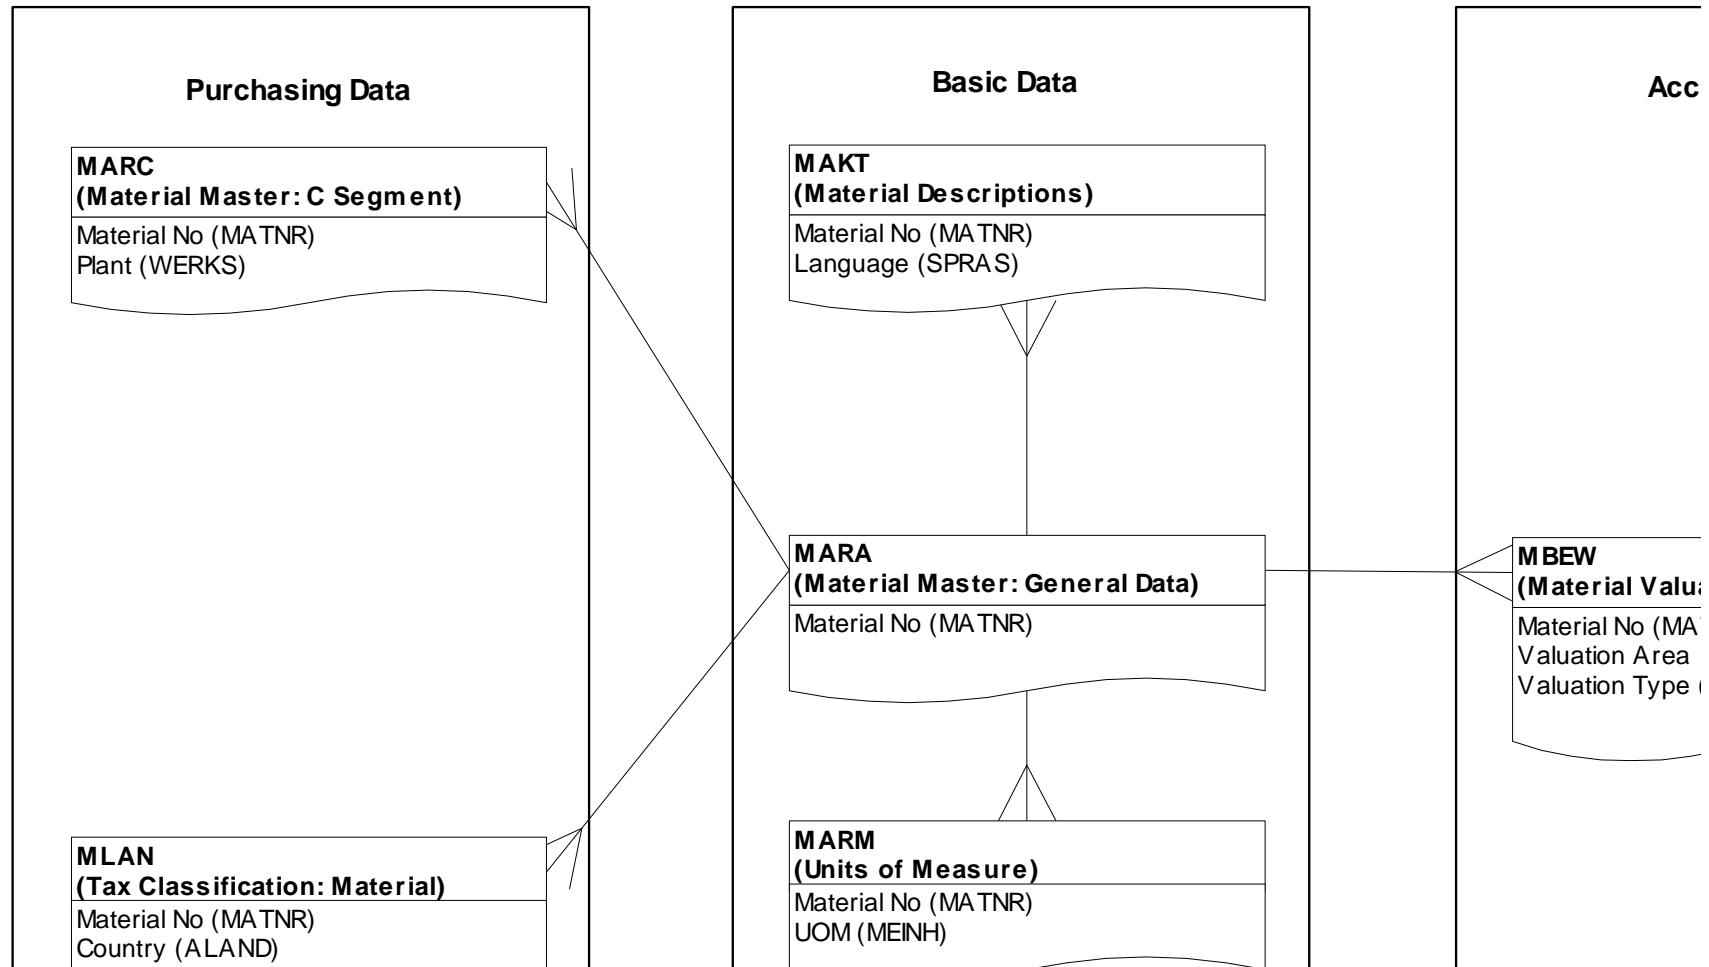 Purchasing Data
MARC
(Material Master: C Segment)
Material No (MATNR)
Plant (WERKS)
MLAN
(Tax Classification: Material)
Material No (MATNR)
Country (ALAND)
Basic Data
MAKT
(Material Descriptions)
Material No (MATNR)
Language (SPRAS)
MARA
(Material Master: General Data)
Material No (MATNR)
MARM
(Units of Measure)
Material No (MATNR)
UOM (MEINH)
Acc
MBEW
(Material Valua
Material No (MA
Valuation Area
Valuation Type (